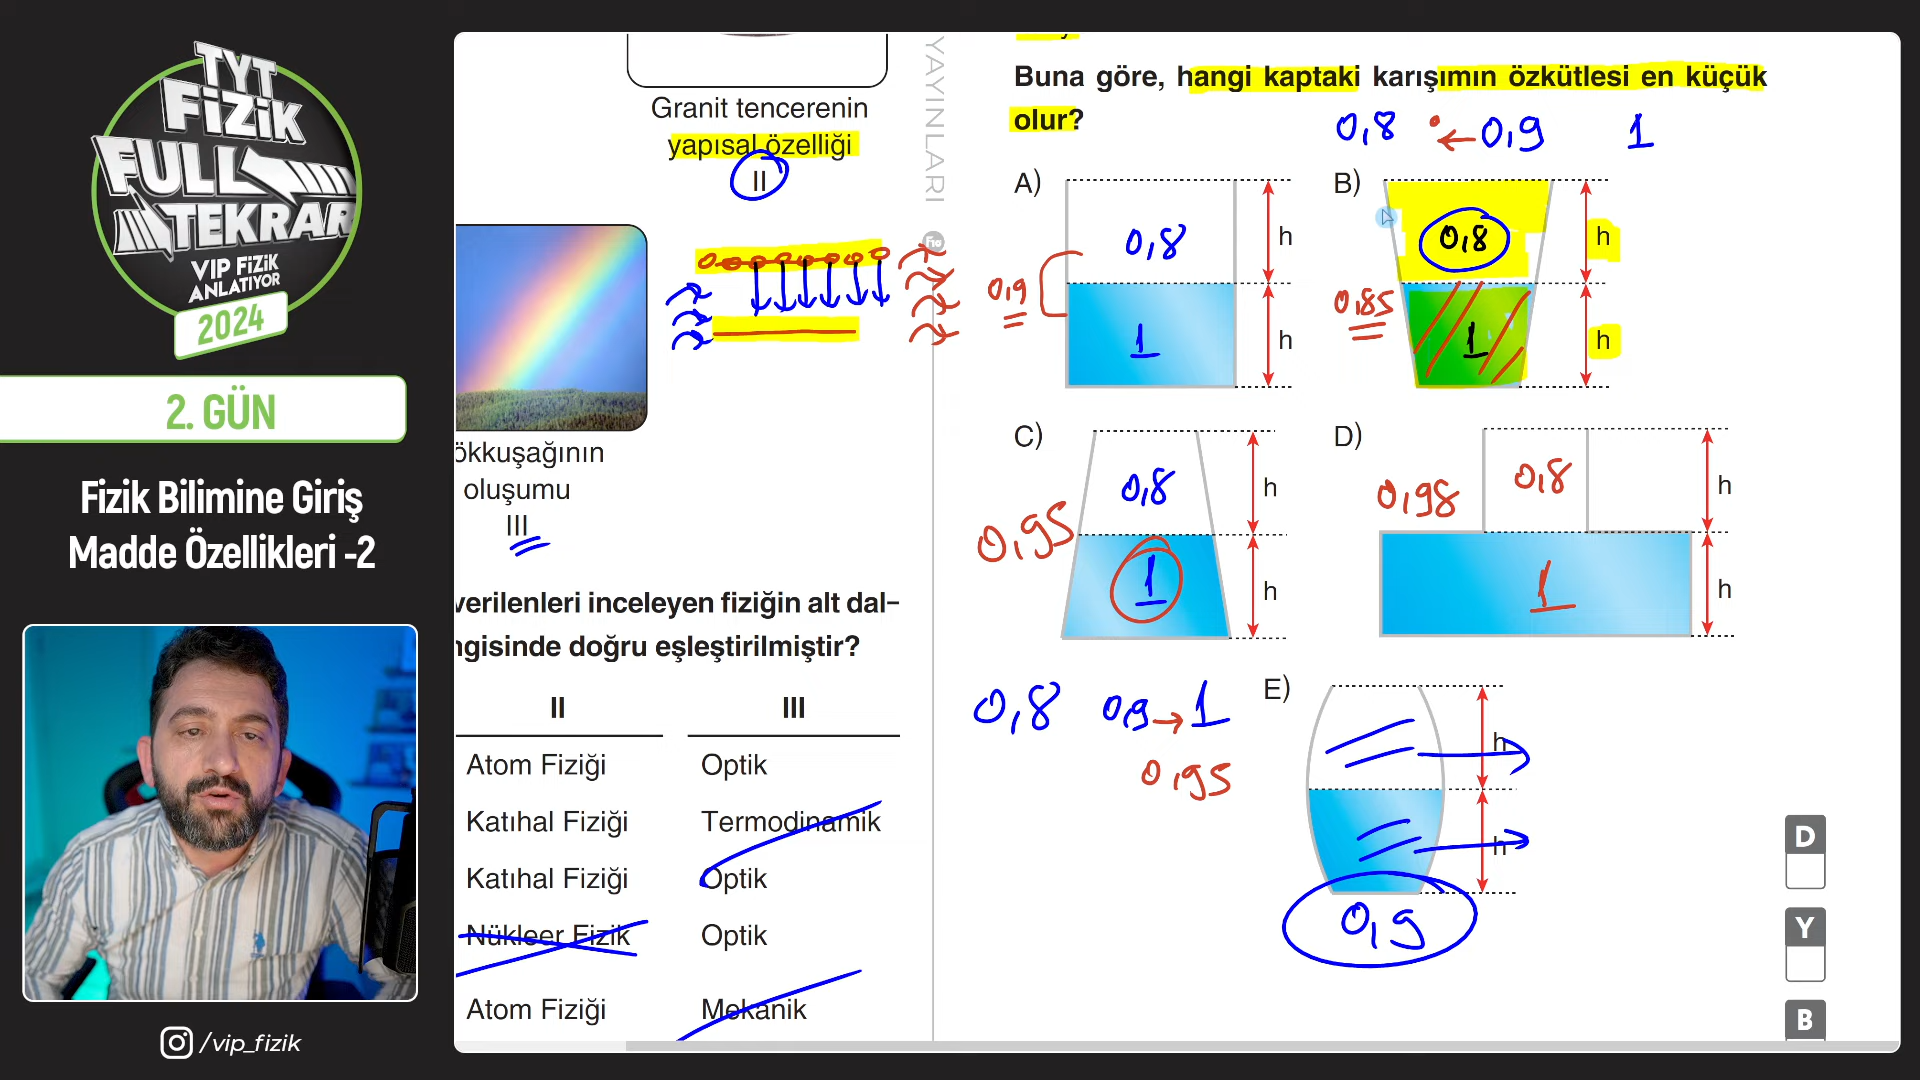 TYT
FiZiK
FULL
TEKRAR
VIP FiZiK
ANLATIYOR
2024
2. GÜN
Fizik Bilimine Giriş
Madde Özellikleri -2
/vip_fizik
Granit tencerenin
yapısal özelliği
II
ökkuşağının
oluşumu
III
verilenleri inceleyen fiziğin alt dal-
ngisinde doğru eşleştirilmiştir?
II III
Atom Fiziği Optik
Katıhal Fiziği Termodinamik
Katıhal Fiziği Optik
Nükleer Fizik Optik
Atom Fiziği Mekanik
YAYINLARI
Buna göre, hangi kaptaki karışımın özkütlesi en küçük
olur?
0,8 ← 0,9 1
A) 0,8 h
0,9
1 h
B) 0,8 h
0,85
1 h
C) 0,8 h
0,95
1 h
D) 0,8 h
0,98
1 h
0,8 0,9 → 1
0,95
E) h
h
0,9
D
Y
B